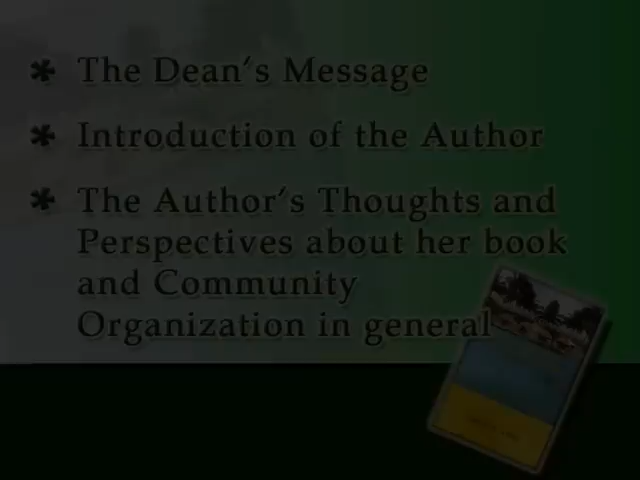 * The Dean's Message
* Introduction of the Author
* The Author's Thoughts and
Perspectives about her book
and Community
Organization in general